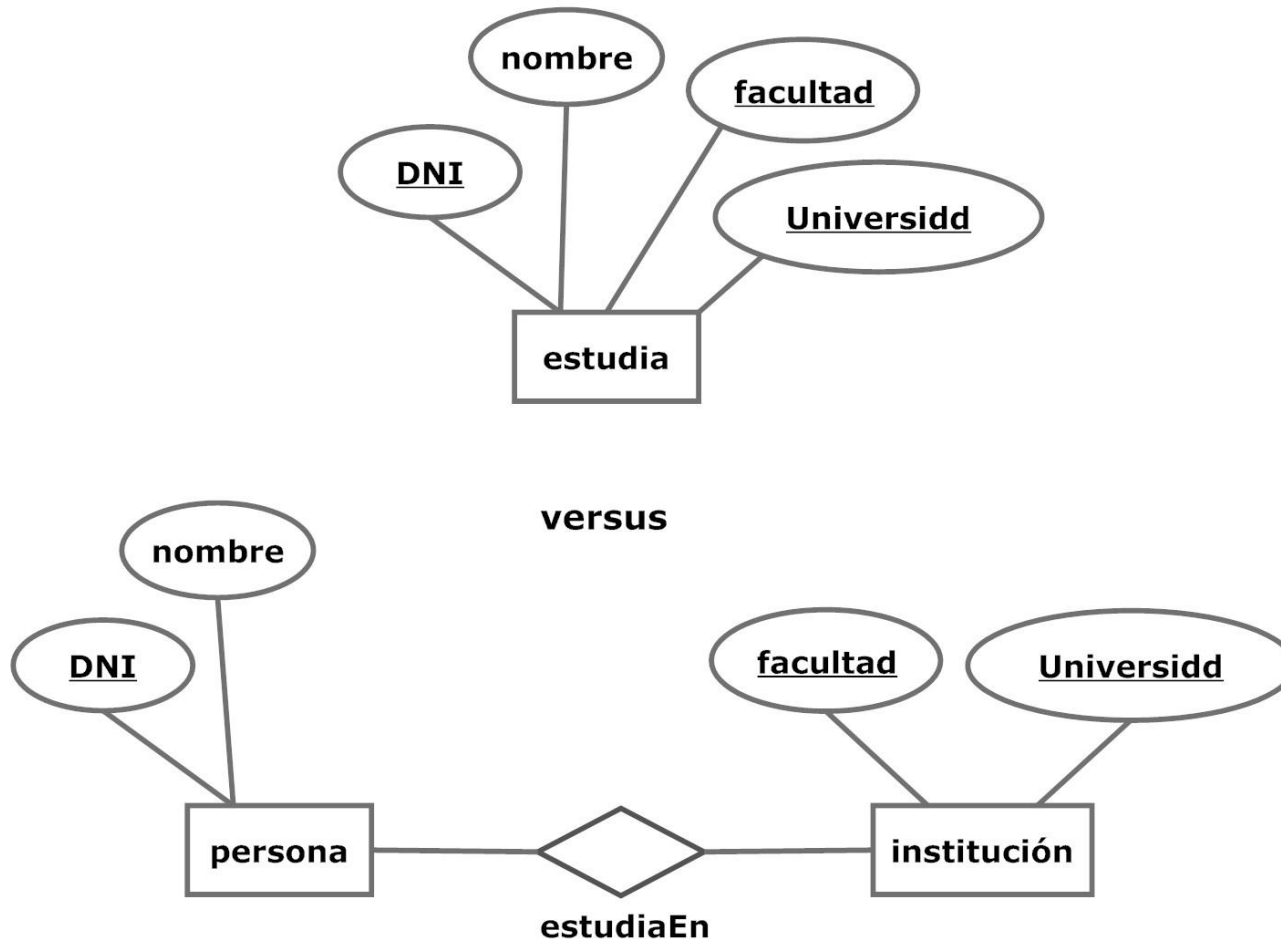 nombre
facultad
DNI
Universidd
estudia
versus
nombre
DNI
facultad
Universidd
persona
institución
estudiaEn